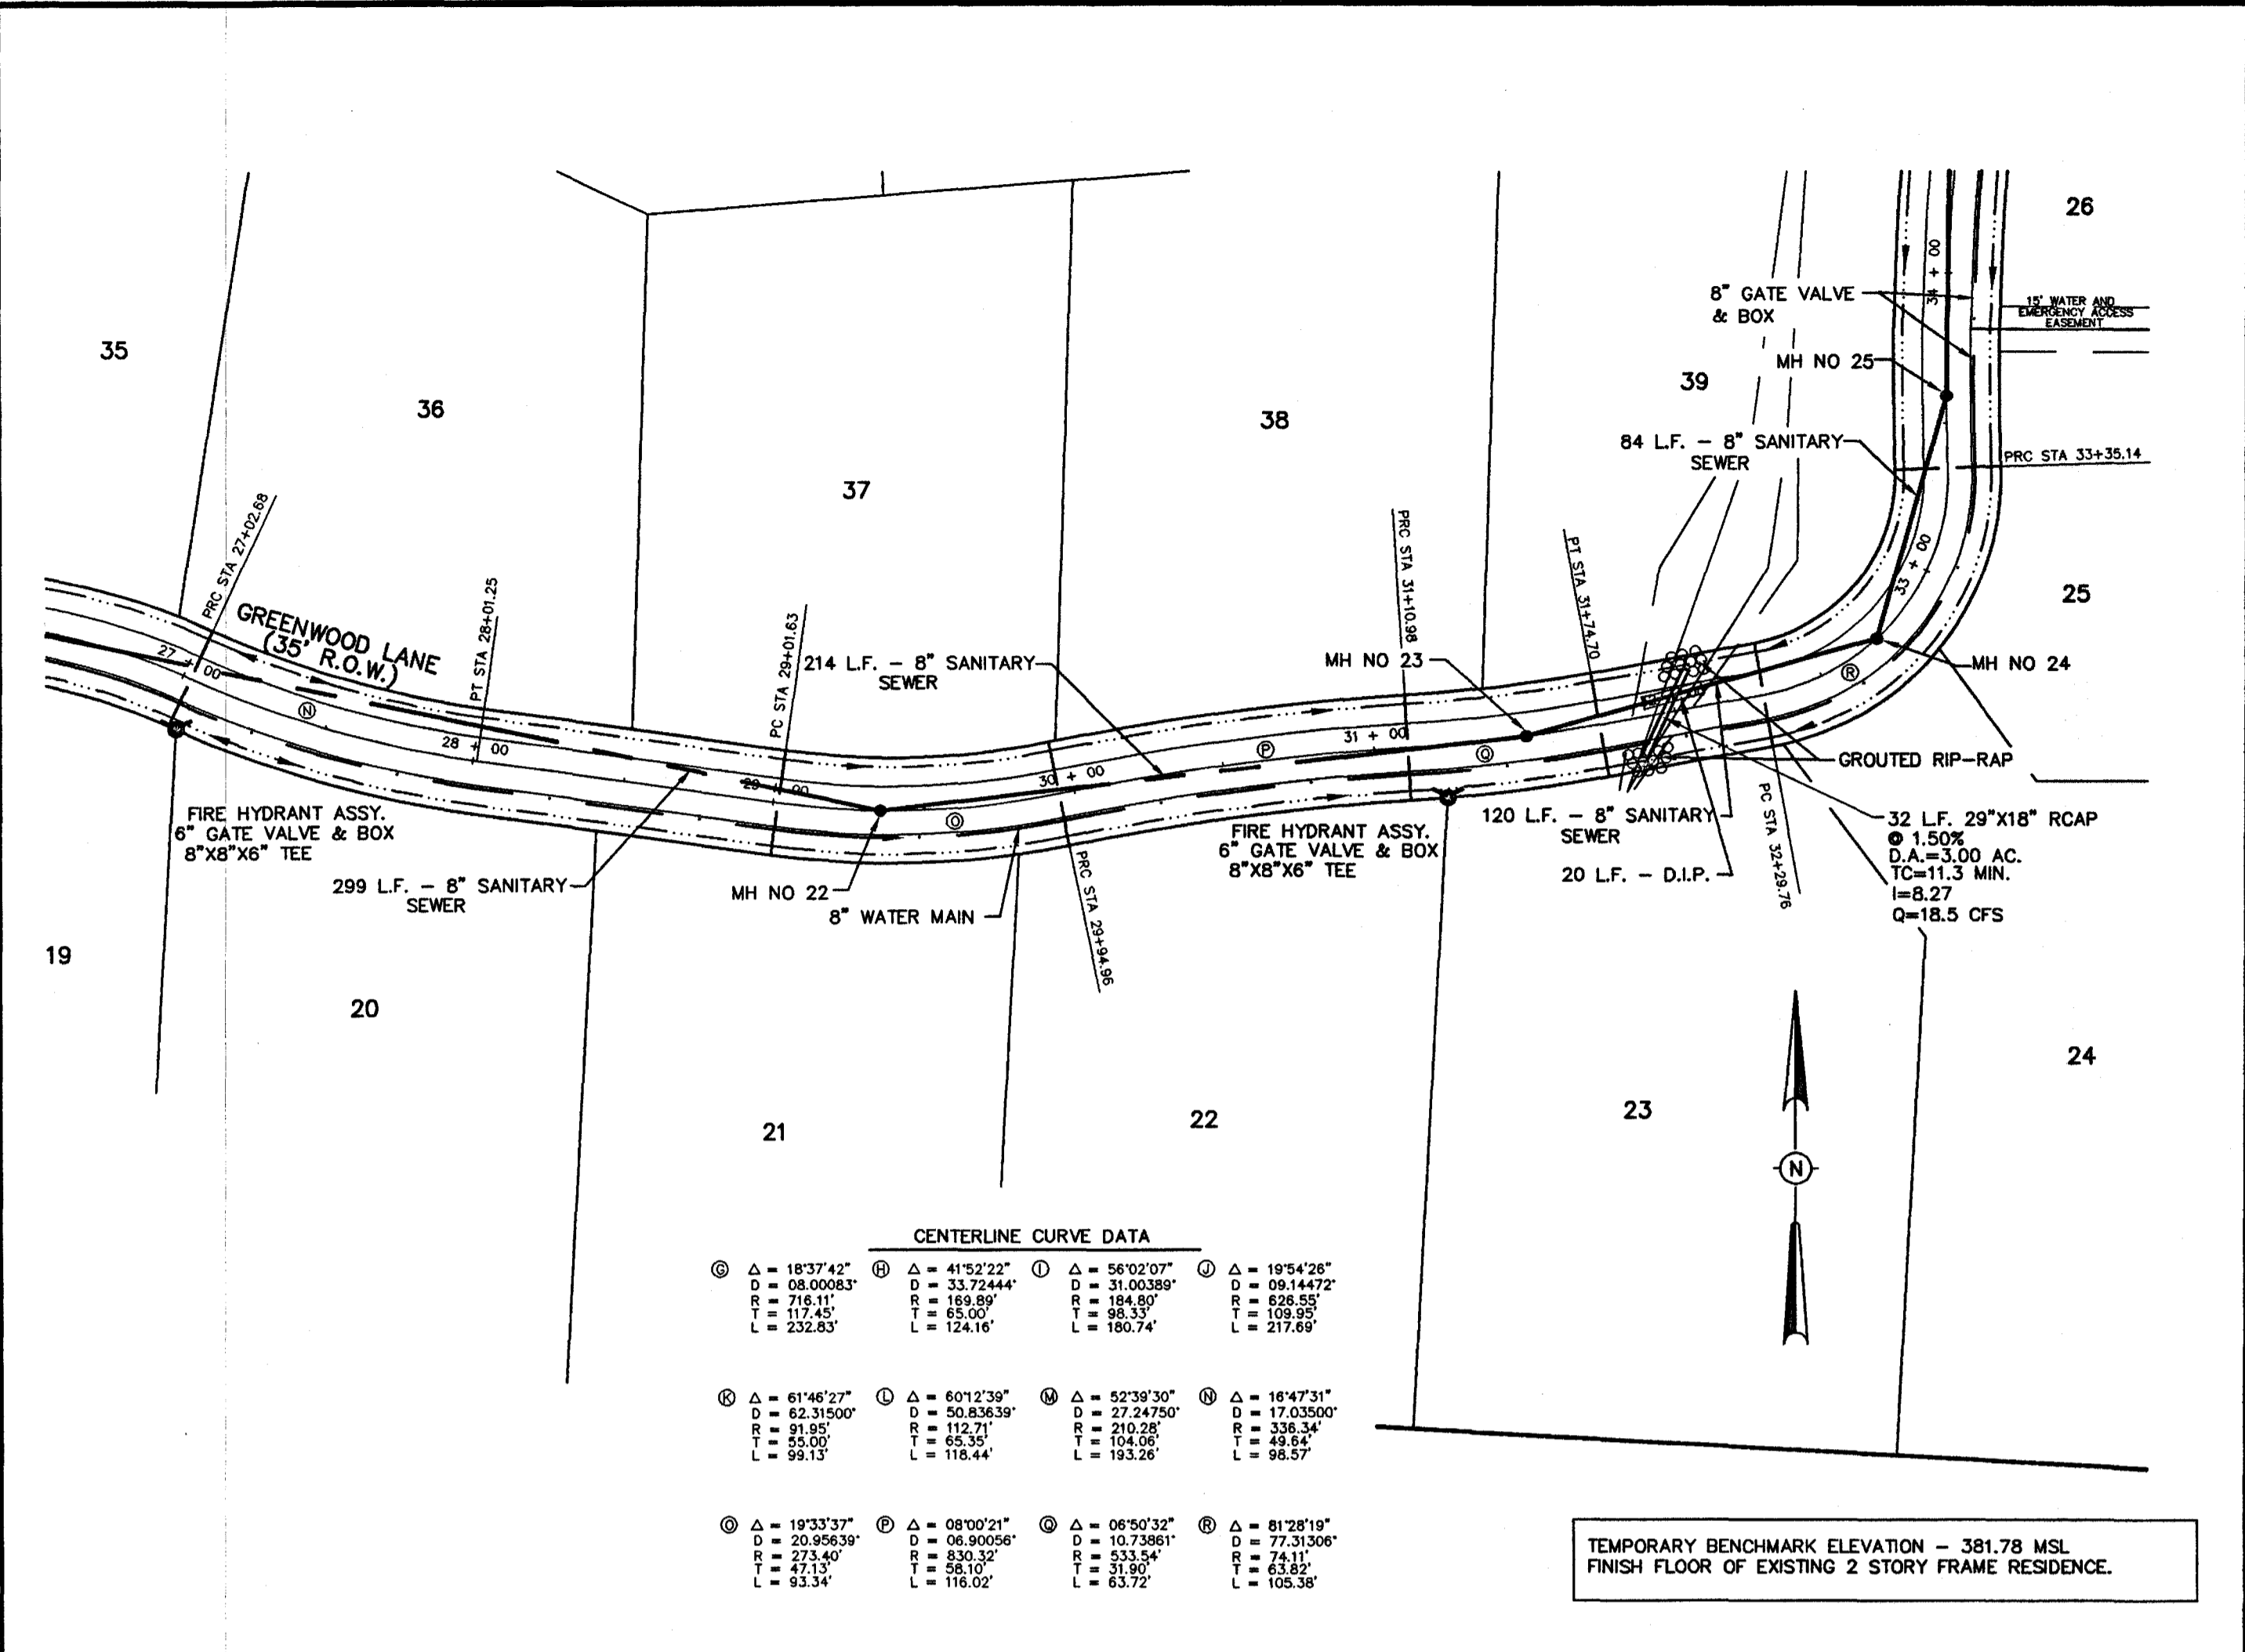 26
34 + 00
8" GATE VALVE
& BOX
15' WATER AND
EMERGENCY ACCESS
EASEMENT
35
MH NO 25
39
36
38
84 L.F. – 8" SANITARY
SEWER
PRC STA 33+35.14
37
PRC STA 27+02.68
PRC STA 31+10.98
PT STA 31+74.70
33 + 00
25
GREENWOOD LANE
(35' R.O.W.)
PT STA 28+01.25
PC STA 29+01.63
27 + 00
214 L.F. – 8" SANITARY
SEWER
MH NO 23
MH NO 24
R
N
28 + 00
31 + 00
P
Q
GROUTED RIP-RAP
29 + 00
30 + 00
O
FIRE HYDRANT ASSY.
6" GATE VALVE & BOX
8"X8"X6" TEE
FIRE HYDRANT ASSY.
6" GATE VALVE & BOX
8"X8"X6" TEE
120 L.F. – 8" SANITARY
SEWER
20 L.F. – D.I.P.
PC STA 32+29.76
32 L.F. 29"X18" RCAP
@ 1.50%
D.A.=3.00 AC.
TC=11.3 MIN.
I=8.27
Q=18.5 CFS
299 L.F. – 8" SANITARY
SEWER
MH NO 22
8" WATER MAIN
PRC STA 29+94.96
19
20
21
22
23
24
N
CENTERLINE CURVE DATA
G Δ = 18°37'42"
D = 08.00083°
R = 716.11'
T = 117.45'
L = 232.83'
H Δ = 41°52'22"
D = 33.72444°
R = 169.89'
T = 65.00'
L = 124.16'
I Δ = 56°02'07"
D = 31.00389°
R = 184.80'
T = 98.33'
L = 180.74'
J Δ = 19°54'26"
D = 09.14472°
R = 626.55'
T = 109.95'
L = 217.69'
K Δ = 61°46'27"
D = 62.31500°
R = 91.95'
T = 55.00'
L = 99.13'
L Δ = 60°12'39"
D = 50.83639°
R = 112.71'
T = 65.35'
L = 118.44'
M Δ = 52°39'30"
D = 27.24750°
R = 210.28'
T = 104.06'
L = 193.26'
N Δ = 16°47'31"
D = 17.03500°
R = 336.34'
T = 49.64'
L = 98.57'
O Δ = 19°33'37"
D = 20.95639°
R = 273.40'
T = 47.13'
L = 93.34'
P Δ = 08°00'21"
D = 06.90056°
R = 830.32'
T = 58.10'
L = 116.02'
Q Δ = 06°50'32"
D = 10.73861°
R = 533.54'
T = 31.90'
L = 63.72'
R Δ = 81°28'19"
D = 77.31306°
R = 74.11'
T = 63.82'
L = 105.38'
TEMPORARY BENCHMARK ELEVATION – 381.78 MSL
FINISH FLOOR OF EXISTING 2 STORY FRAME RESIDENCE.